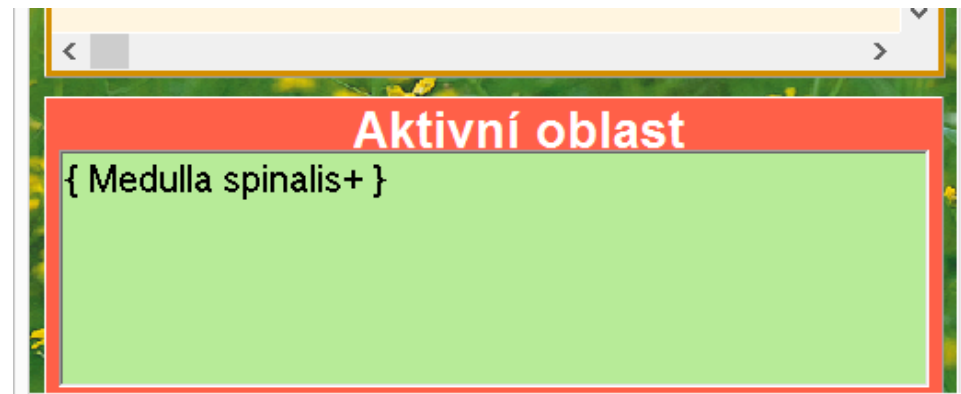 Aktivní oblast
{ Medulla spinalis+ }